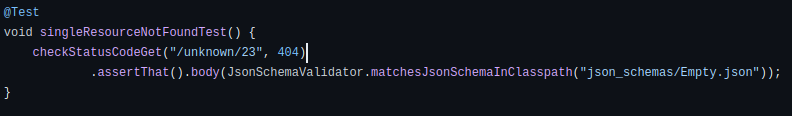 @Test
void singleResourceNotFoundTest() {
    checkStatusCodeGet("/unknown/23", 404)
            .assertThat().body(JsonSchemaValidator.matchesJsonSchemaInClasspath("json_schemas/Empty.json"));
}